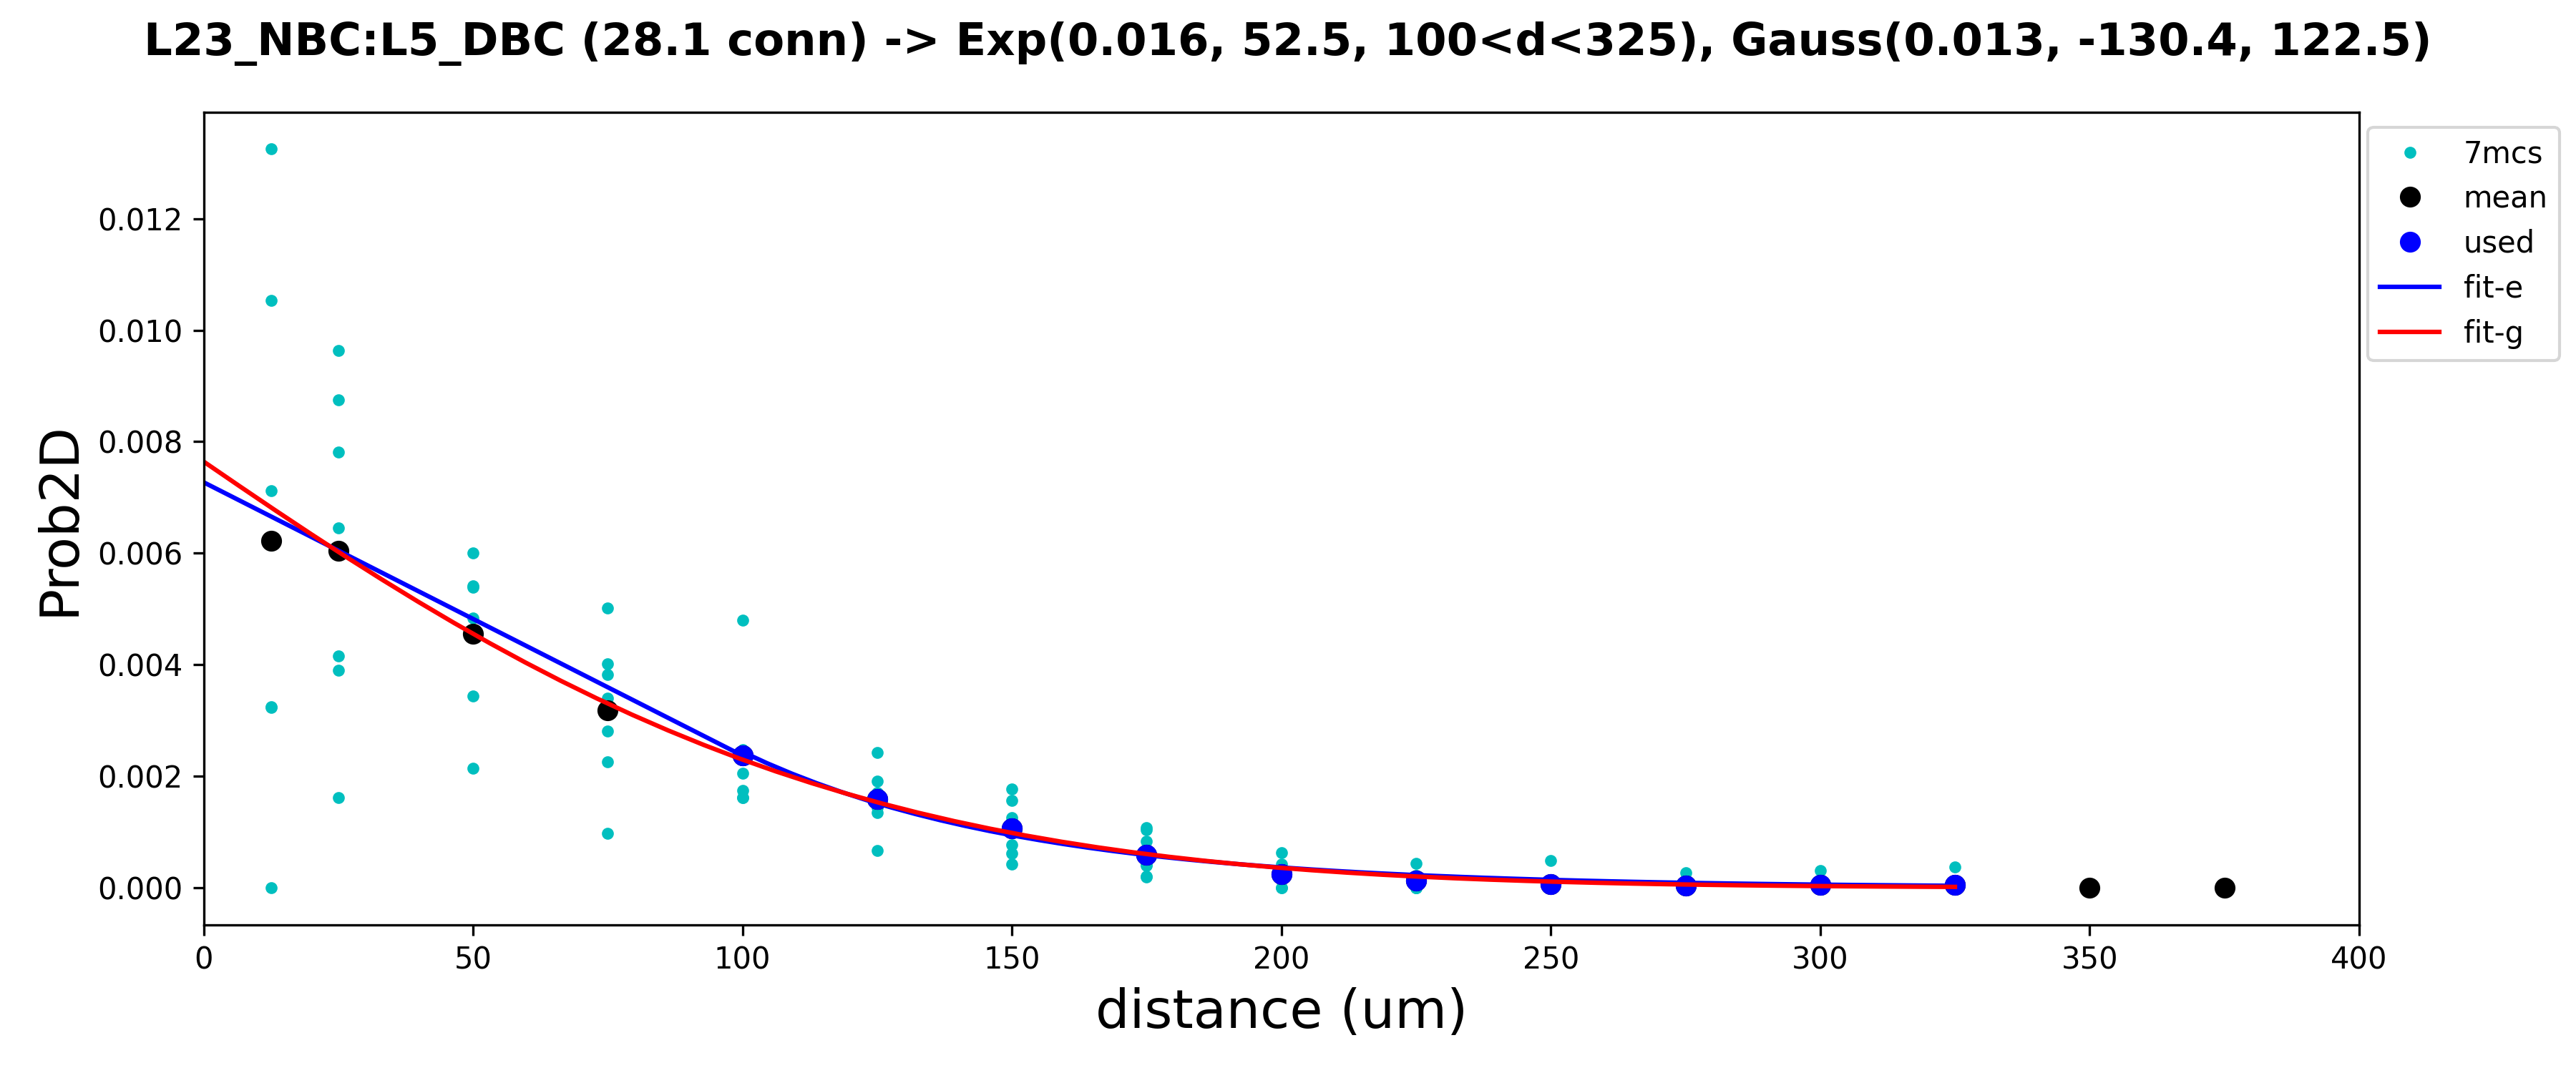 L23_NBC:L5_DBC (28.1 conn) -> Exp(0.016, 52.5, 100<d<325), Gauss(0.013, -130.4, 122.5)
7mcs
mean
used
fit-e
fit-g
Prob2D
0.012
0.010
0.008
0.006
0.004
0.002
0.000
0 50 100 150 200 250 300 350 400
distance (um)